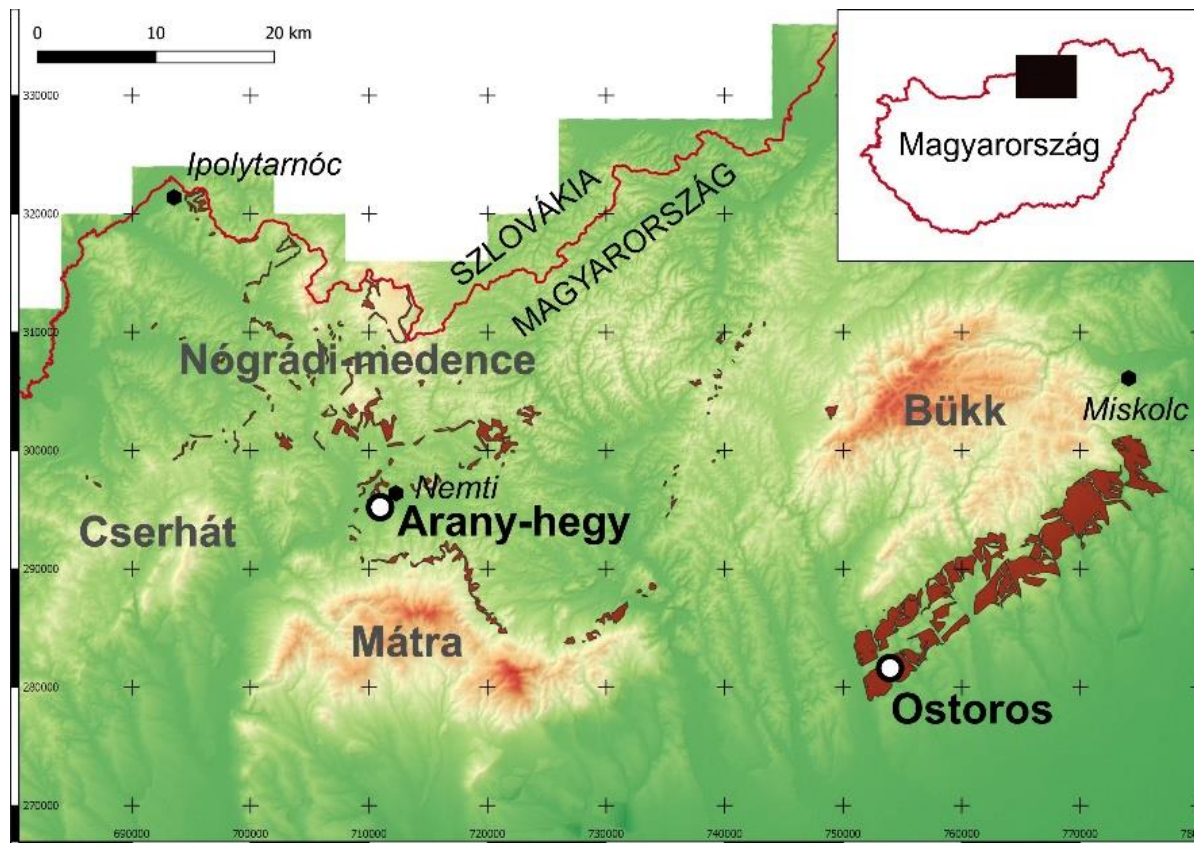 0 10 20 km
Magyarország
330000
Ipolytarnóc
320000
SZLOVÁKIA
MAGYARORSZÁG
310000
Nógrádi-medence
Bükk
Miskolc
300000
Nemti
Arany-hegy
Cserhát
290000
Mátra
280000
Ostoros
270000
690000 700000 710000 720000 730000 740000 750000 760000 770000 780